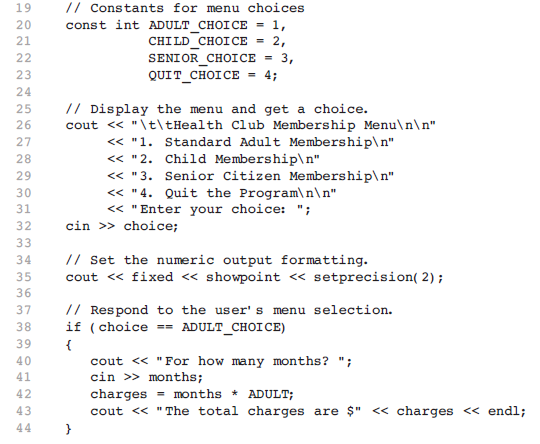 19 // Constants for menu choices
20 const int ADULT_CHOICE = 1,
21 CHILD_CHOICE = 2,
22 SENIOR_CHOICE = 3,
23 QUIT_CHOICE = 4;
24
25 // Display the menu and get a choice.
26 cout << "\t\tHealth Club Membership Menu\n\n"
27 << "1. Standard Adult Membership\n"
28 << "2. Child Membership\n"
29 << "3. Senior Citizen Membership\n"
30 << "4. Quit the Program\n\n"
31 << "Enter your choice: ";
32 cin >> choice;
33
34 // Set the numeric output formatting.
35 cout << fixed << showpoint << setprecision(2);
36
37 // Respond to the user's menu selection.
38 if (choice == ADULT_CHOICE)
39 {
40 cout << "For how many months? ";
41 cin >> months;
42 charges = months * ADULT;
43 cout << "The total charges are $" << charges << endl;
44 }